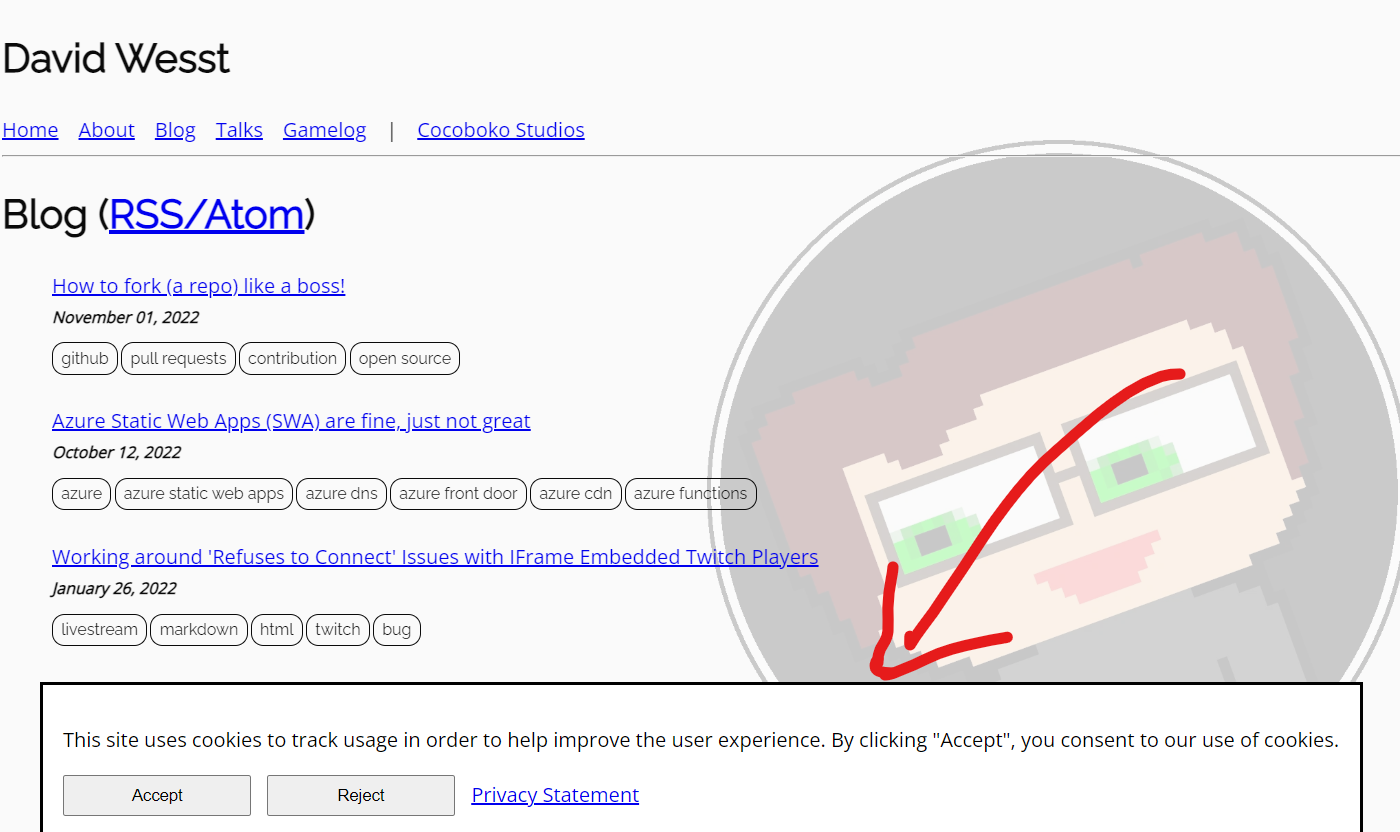 David Wesst
Home About Blog Talks Gamelog | Cocoboko Studios
Blog (RSS/Atom)
How to fork (a repo) like a boss!
November 01, 2022
github pull requests contribution open source
Azure Static Web Apps (SWA) are fine, just not great
October 12, 2022
azure azure static web apps azure dns azure front door azure cdn azure functions
Working around 'Refuses to Connect' Issues with IFrame Embedded Twitch Players
January 26, 2022
livestream markdown html twitch bug
This site uses cookies to track usage in order to help improve the user experience. By clicking "Accept", you consent to our use of cookies.
Accept Reject Privacy Statement